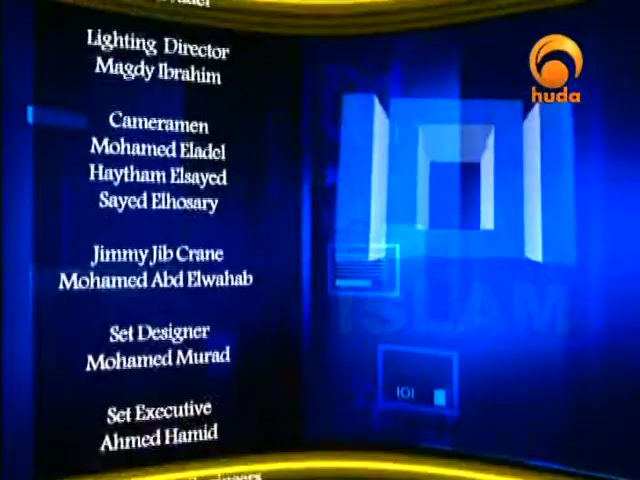 Lighting Director
Magdy Ibrahim
Cameramen
Mohamed Eladel
Haytham Elsayed
Sayed Elhosary
Jimmy Jib Crane
Mohamed Abd Elwahab
Set Designer
Mohamed Murad
Set Executive
Ahmed Hamid
huda
101
ISLAM
101